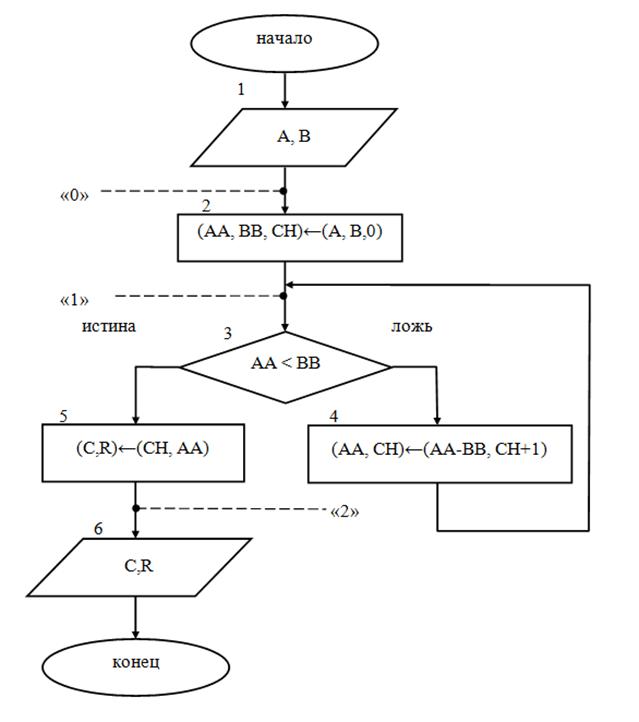 начало
1
A, B
«0»
2
(AA, BB, CH)←(A, B,0)
«1»
истина
3
ложь
AA < BB
5
4
(C,R)←(CH, AA)
(AA, CH)←(AA-BB, CH+1)
«2»
6
C,R
конец